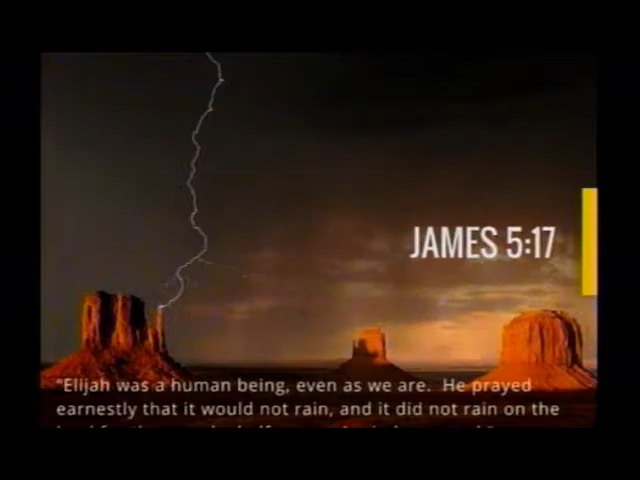 JAMES 5:17
"Elijah was a human being, even as we are. He prayed
earnestly that it would not rain, and it did not rain on the